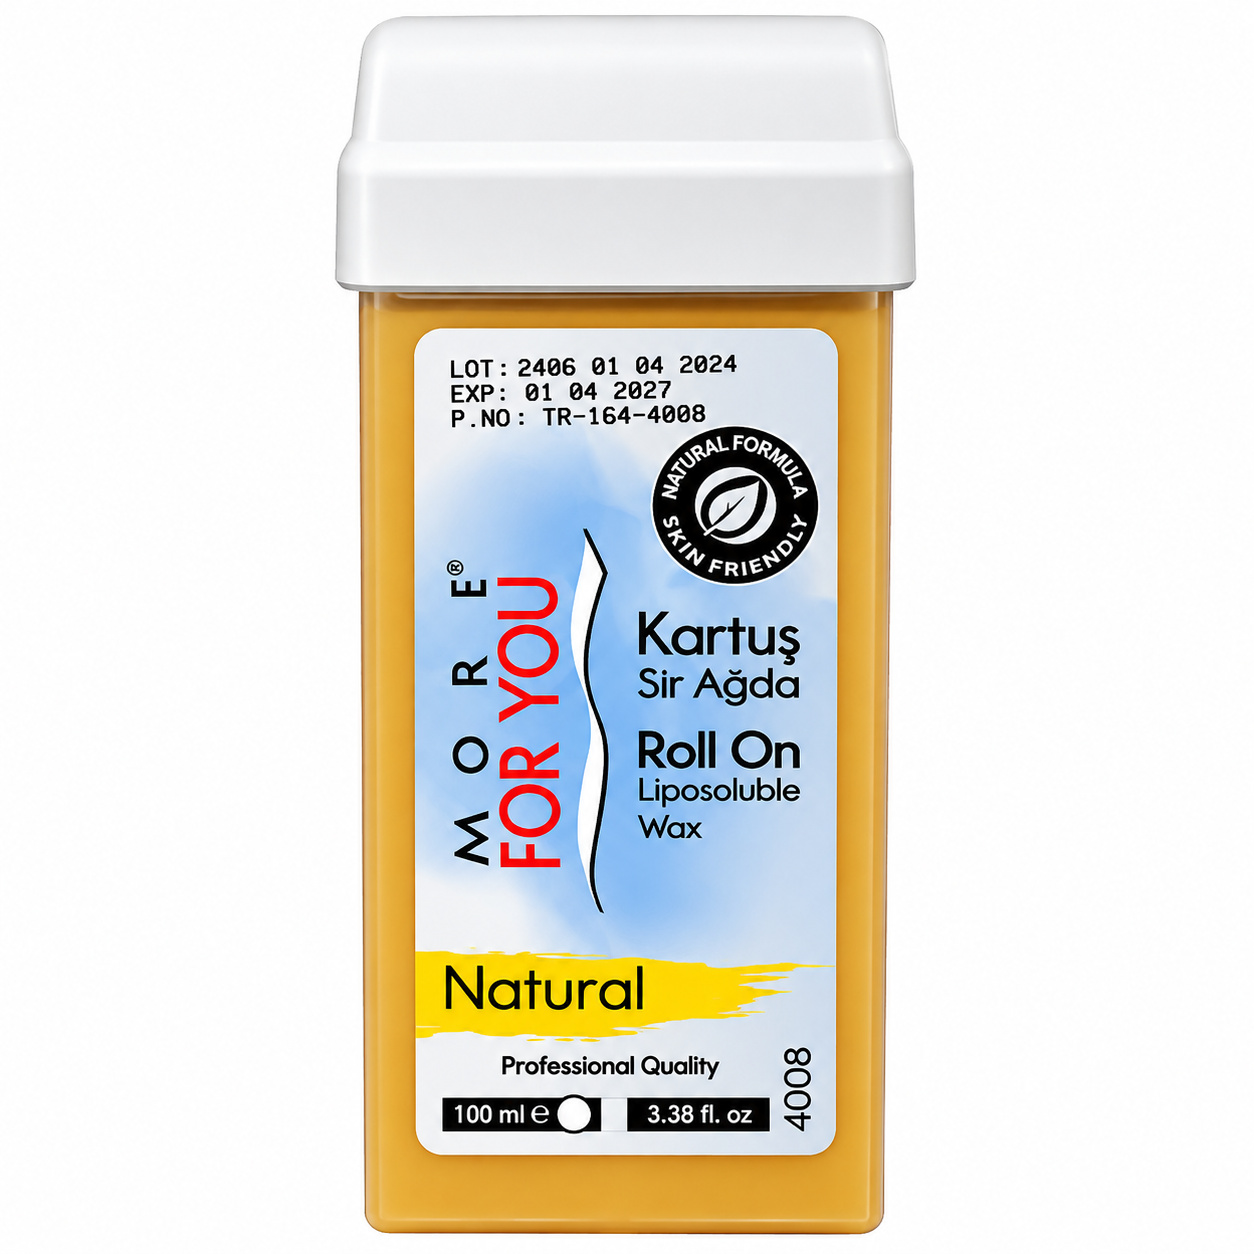 LOT: 2406 01 04 2024
EXP: 01 04 2027
P.NO: TR-164-4008
NATURAL FORMULA
SKIN FRIENDLY
MORE®
FOR YOU
Kartuş
Sir Ağda
Roll On
Liposoluble
Wax
Natural
Professional Quality
100 ml ℮
3.38 fl. oz
4008